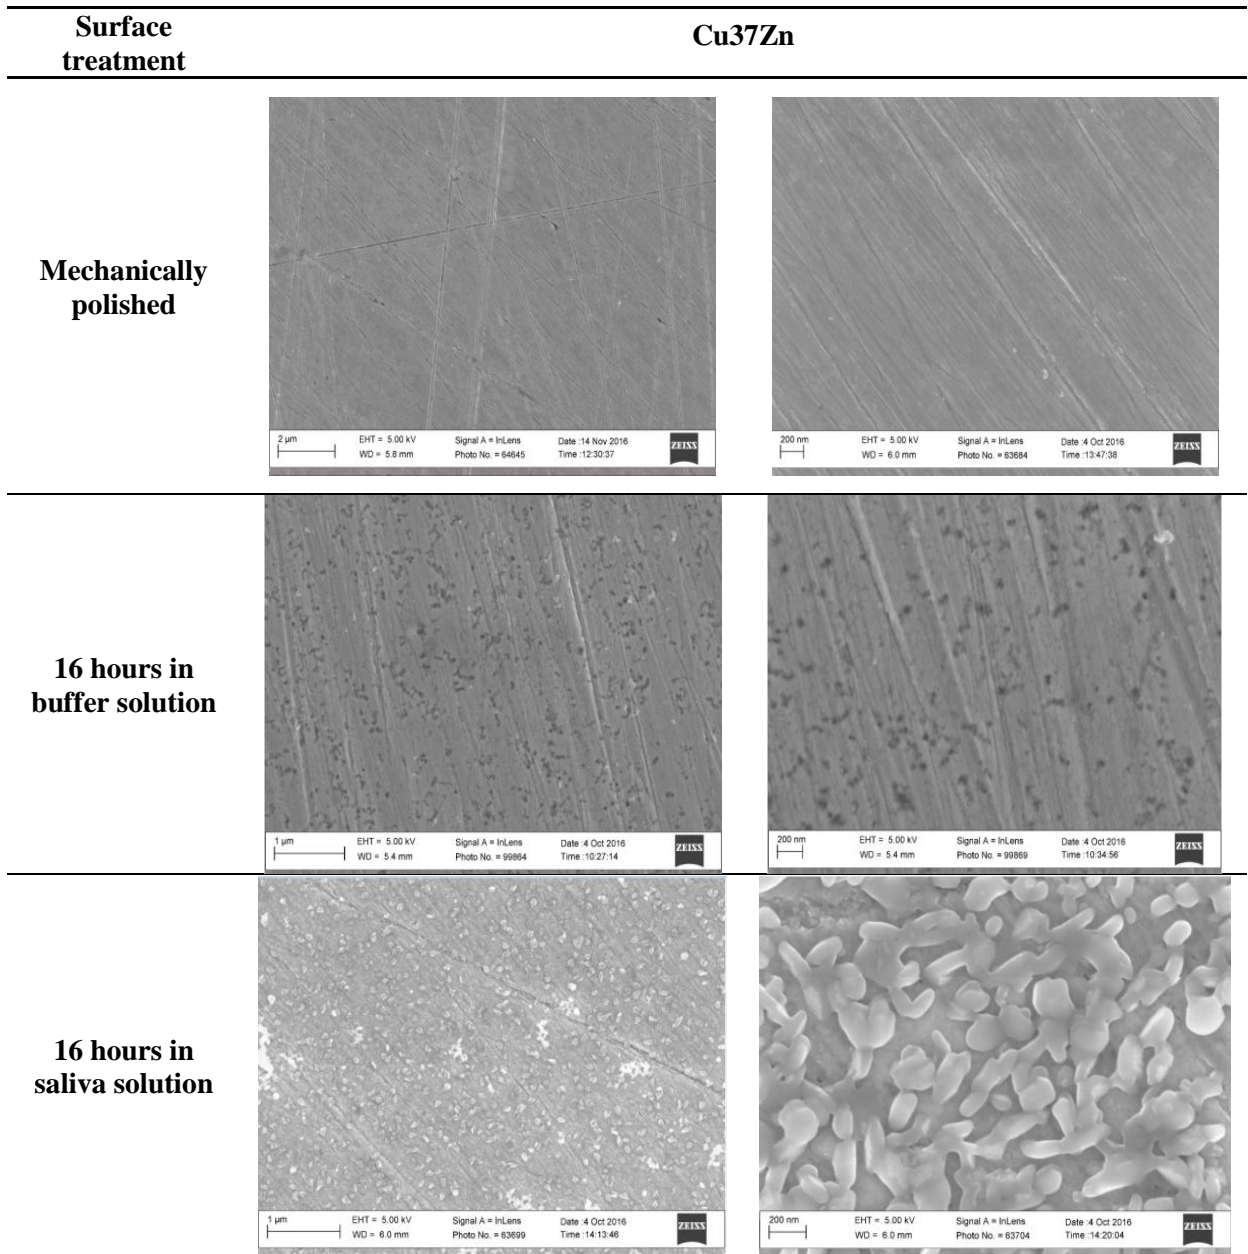 Surface
treatment
Cu37Zn
Mechanically
polished
2 µm
EHT = 5.00 kV
WD = 5.8 mm
Signal A = InLens
Photo No. = 64645
Date :14 Nov 2016
Time :12:30:37
ZEISS
200 nm
EHT = 5.00 kV
WD = 6.0 mm
Signal A = InLens
Photo No. = 63684
Date :4 Oct 2016
Time :13:47:38
ZEISS
16 hours in
buffer solution
1 µm
EHT = 5.00 kV
WD = 5.4 mm
Signal A = InLens
Photo No. = 99864
Date :4 Oct 2016
Time :10:27:14
ZEISS
200 nm
EHT = 5.00 kV
WD = 5.4 mm
Signal A = InLens
Photo No. = 99869
Date :4 Oct 2016
Time :10:34:56
ZEISS
16 hours in
saliva solution
1 µm
EHT = 5.00 kV
WD = 6.0 mm
Signal A = InLens
Photo No. = 63699
Date :4 Oct 2016
Time :14:13:46
ZEISS
200 nm
EHT = 5.00 kV
WD = 6.0 mm
Signal A = InLens
Photo No. = 63704
Date :4 Oct 2016
Time :14:20:04
ZEISS